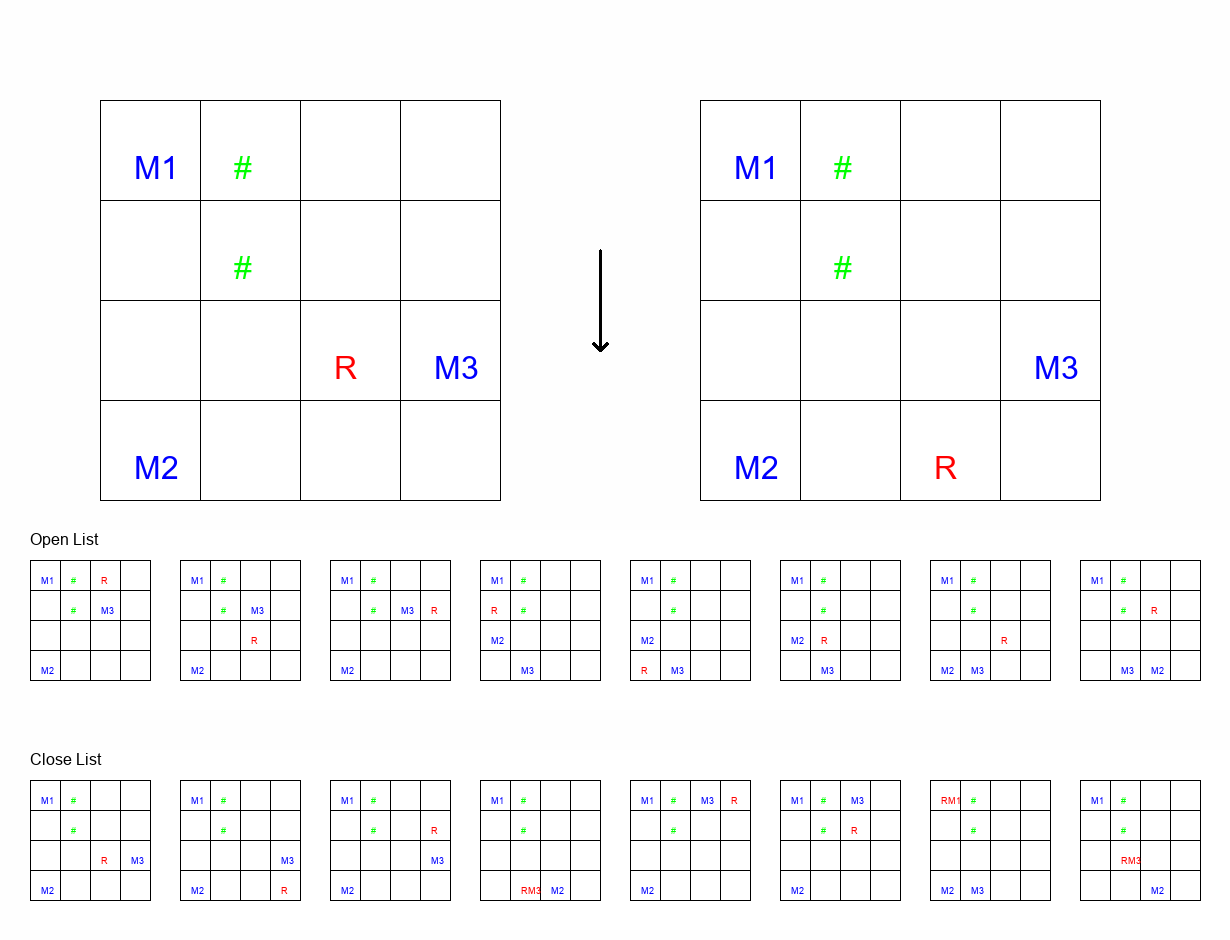 M1 # M1 #
# #
R M3 M3
M2 M2 R
Open List
M1 # R M1 # M1 # M1 # M1 # M1 # M1 # M1 #
# M3 # M3 # M3 R R # # # # # R
R M2 M2 M2 R R
M2 M2 M2 M3 R M3 M3 M2 M3 M3 M2
Close List
M1 # M1 # M1 # M1 # M1 # M3 R M1 # M3 RM1 # M1 #
# # # R # # # R # #
R M3 M3 M3 RM3
M2 M2 R M2 RM3 M2 M2 M2 M2 M3 M2